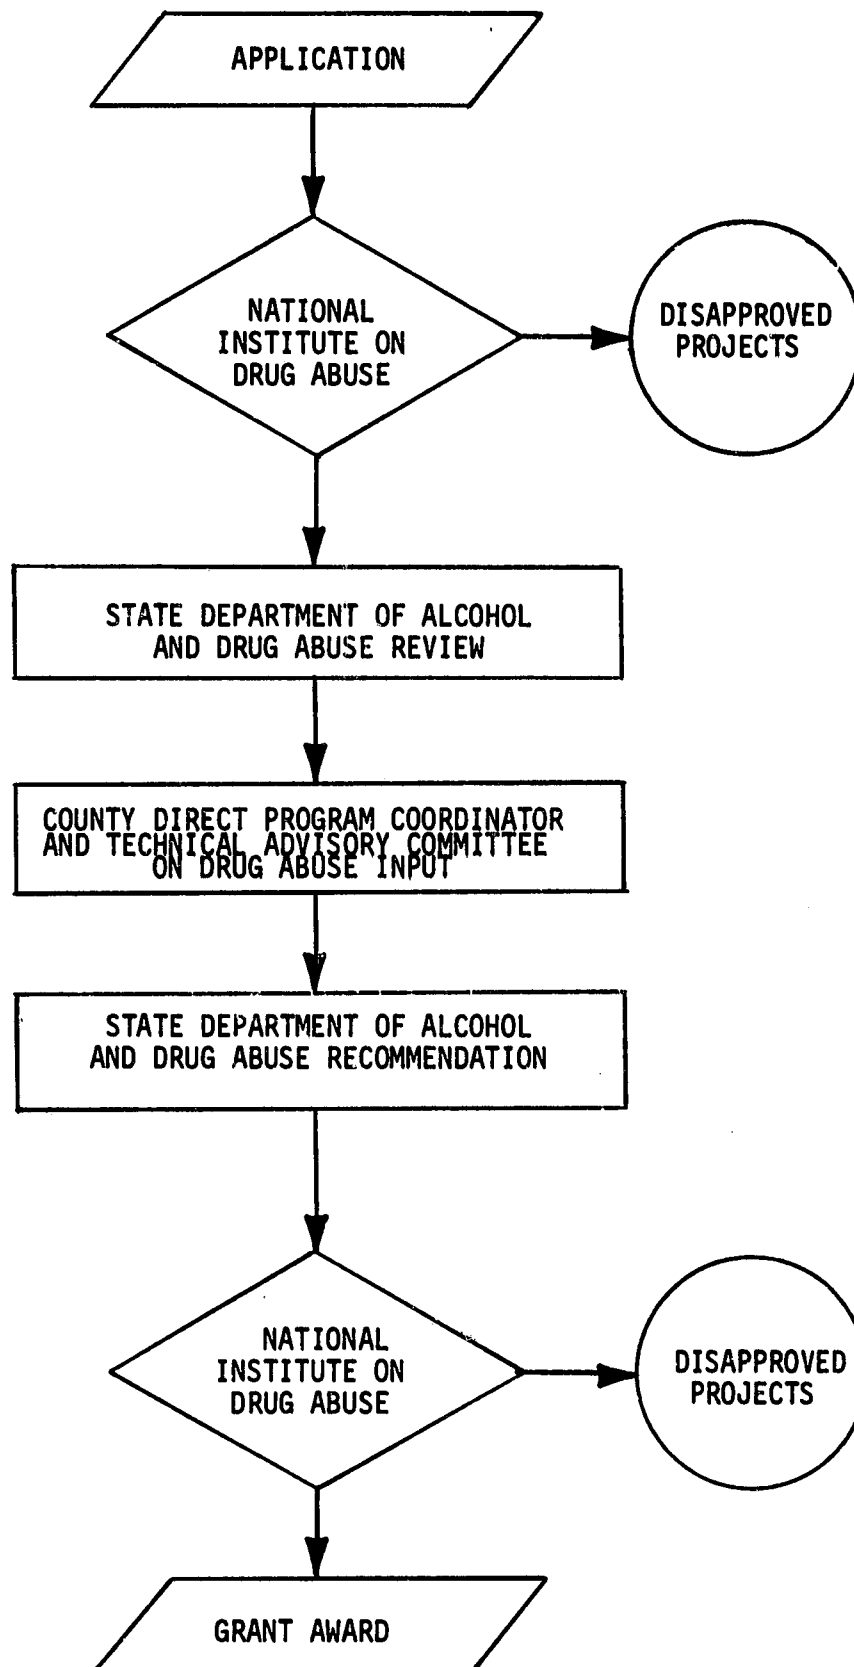 APPLICATION
NATIONAL
INSTITUTE ON
DRUG ABUSE
DISAPPROVED
PROJECTS
STATE DEPARTMENT OF ALCOHOL
AND DRUG ABUSE REVIEW
COUNTY DIRECT PROGRAM COORDINATOR
AND TECHNICAL ADVISORY COMMITTEE
ON DRUG ABUSE INPUT
STATE DEPARTMENT OF ALCOHOL
AND DRUG ABUSE RECOMMENDATION
NATIONAL
INSTITUTE ON
DRUG ABUSE
DISAPPROVED
PROJECTS
GRANT AWARD